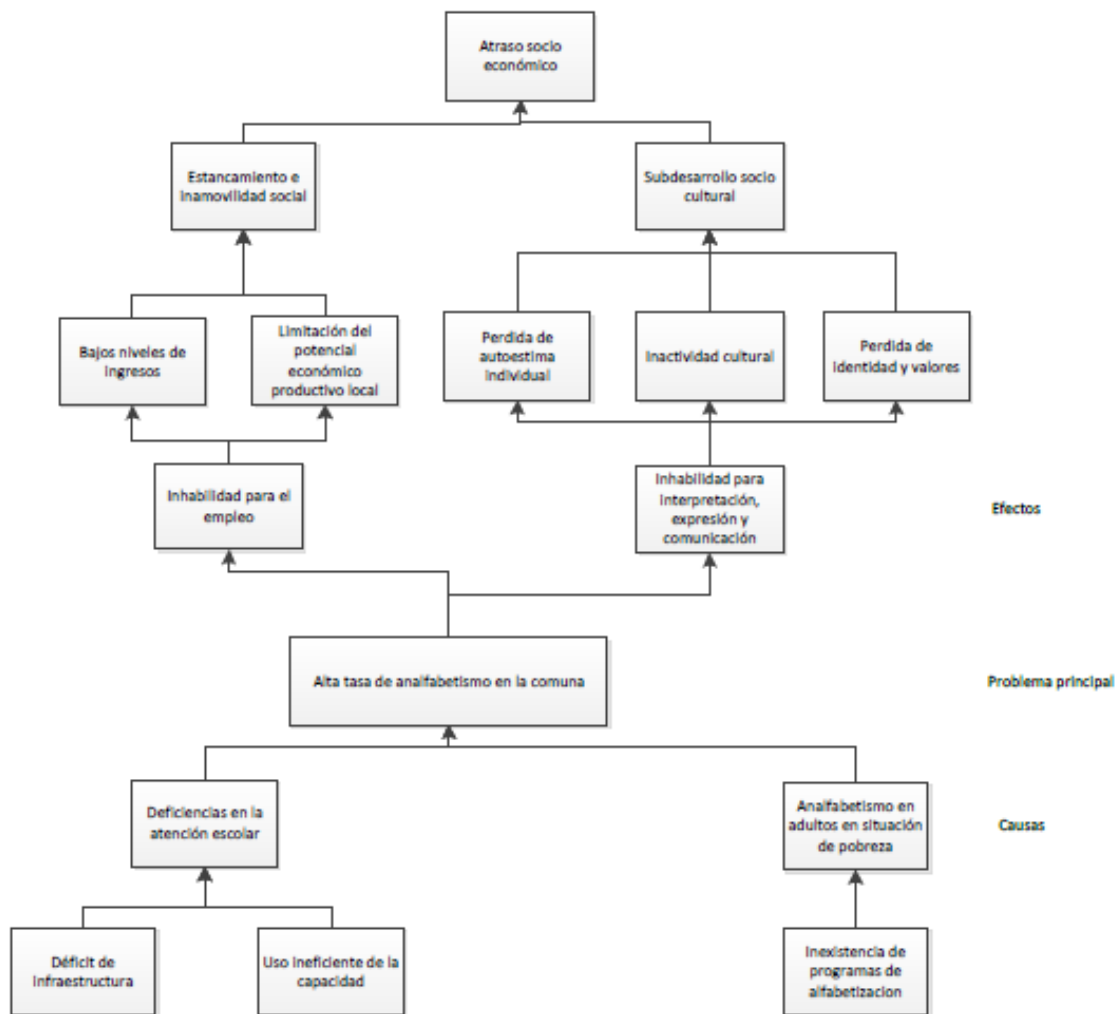 Atraso socio
económico
Estancamiento e
inamovilidad social
Subdesarrollo socio
cultural
Bajos niveles de
ingresos
Limitación del
potencial
económico
productivo local
Perdida de
autoestima
individual
Inactividad cultural
Perdida de
identidad y valores
Inhabilidad para el
empleo
Inhabilidad para
interpretación,
expresión y
comunicación
Efectos
Alta tasa de analfabetismo en la comuna
Problema principal
Deficiencias en la
atención escolar
Analfabetismo en
adultos en situación
de pobreza
Causas
Déficit de
infraestructura
Uso ineficiente de la
capacidad
Inexistencia de
programas de
alfabetizacion